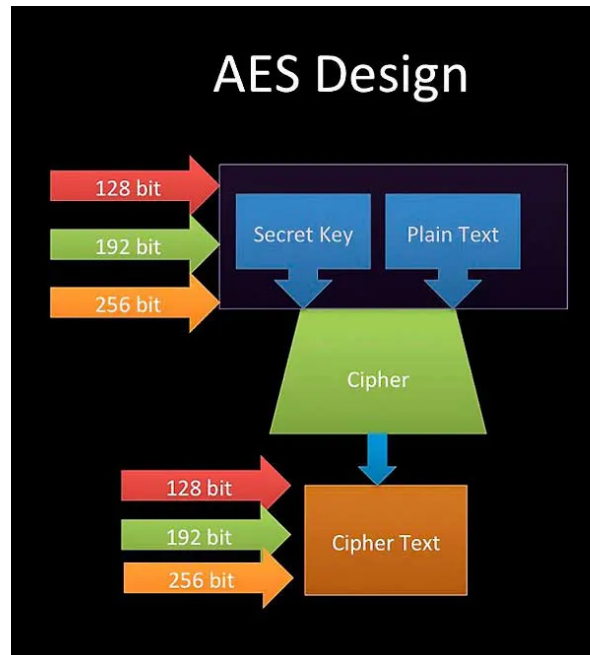 AES Design
128 bit
192 bit
256 bit
Secret Key
Plain Text
Cipher
128 bit
192 bit
256 bit
Cipher Text